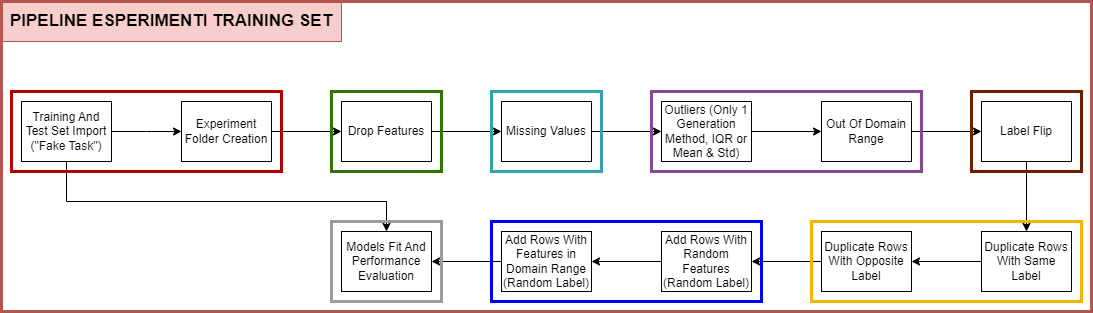 PIPELINE ESPERIMENTI TRAINING SET
Training And
Test Set Import
("Fake Task")
Experiment
Folder Creation
Drop Features
Missing Values
Outliers (Only 1
Generation
Method, IQR or
Mean & Std)
Out Of Domain
Range
Label Flip
Models Fit And
Performance
Evaluation
Add Rows With
Features in
Domain Range
(Random Label)
Add Rows With
Random
Features
(Random Label)
Duplicate Rows
With Opposite
Label
Duplicate Rows
With Same
Label